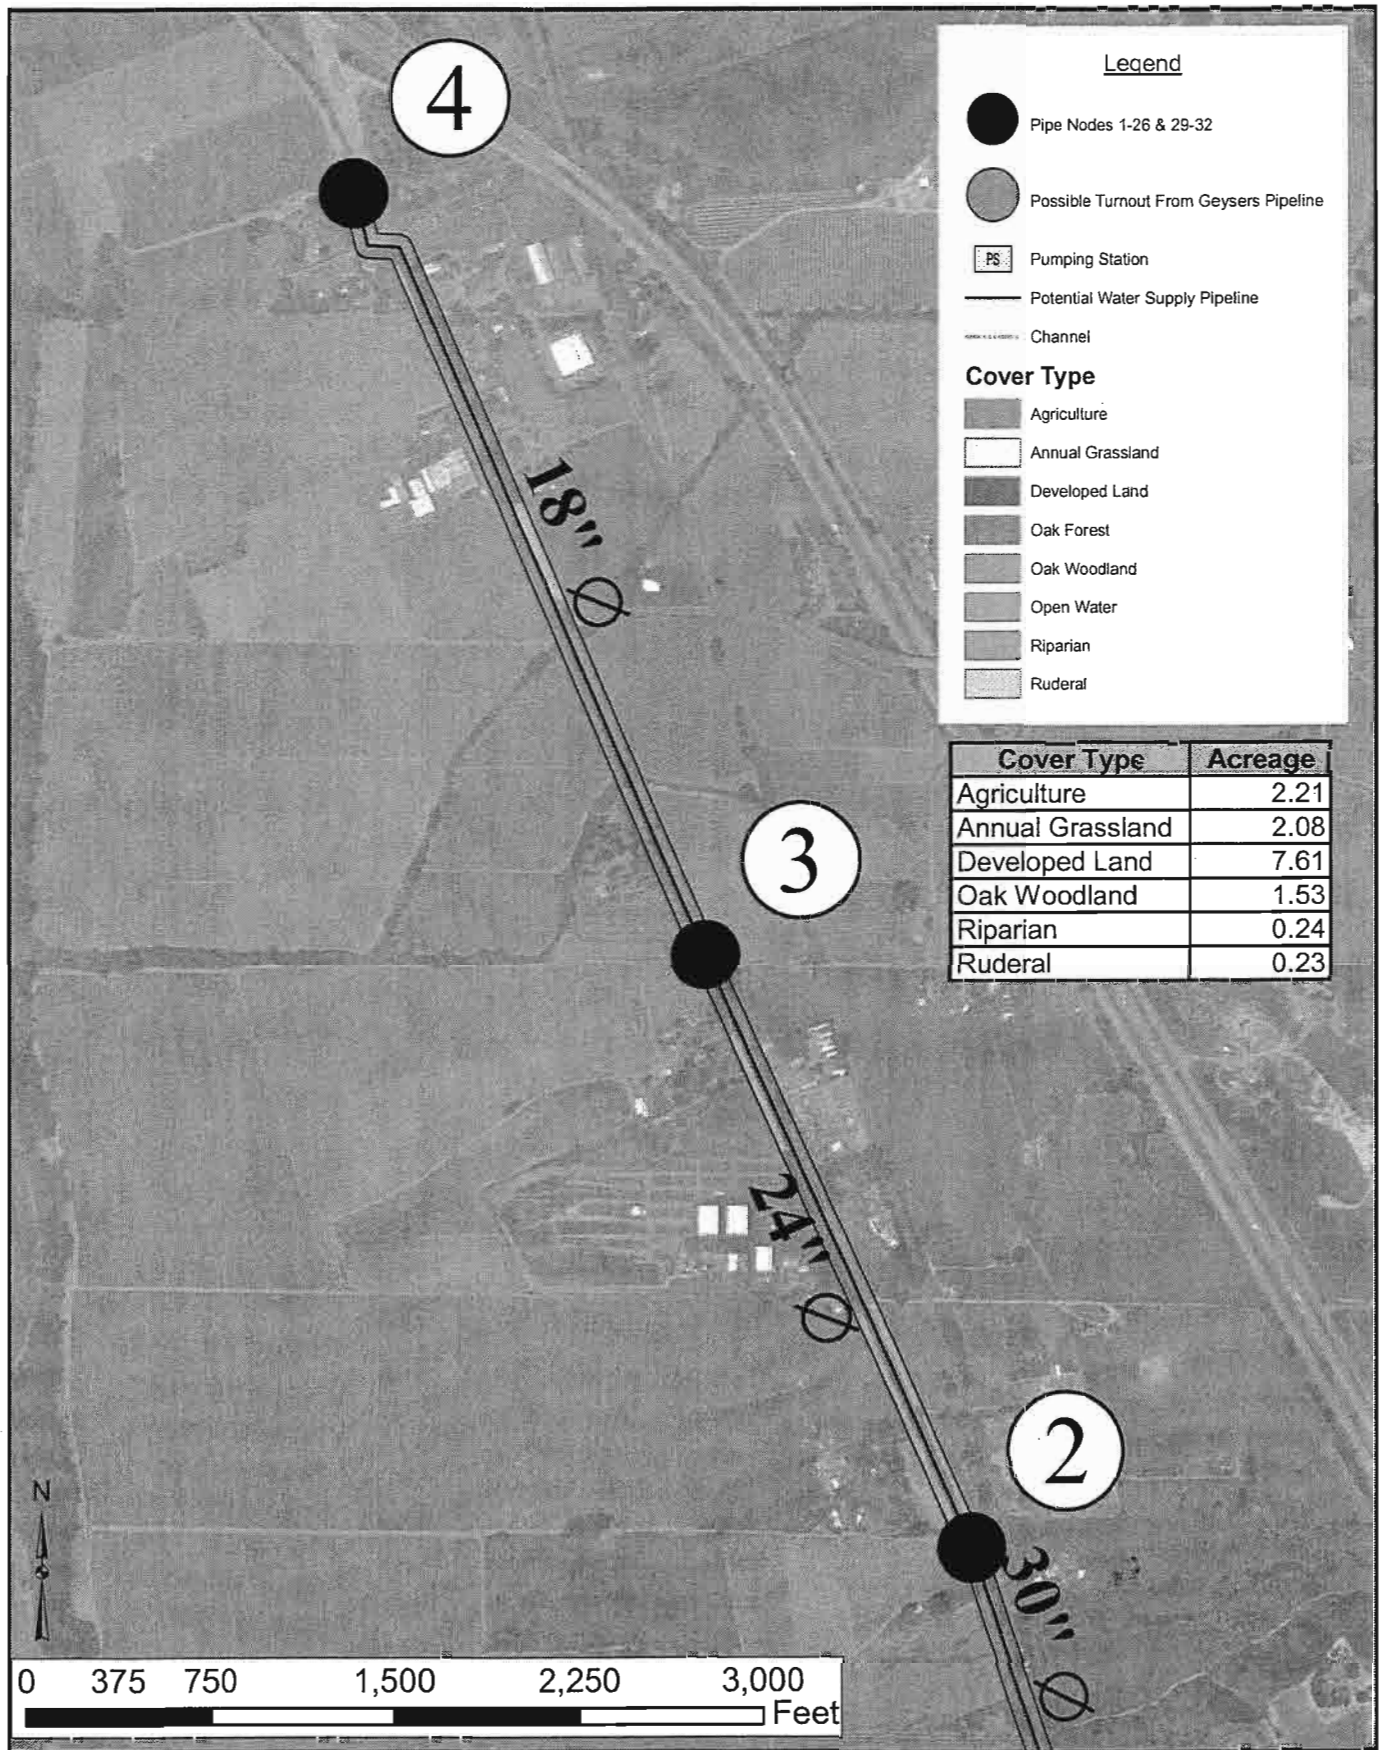 4
Legend
Pipe Nodes 1-26 & 29-32
Possible Turnout From Geysers Pipeline
PS Pumping Station
Potential Water Supply Pipeline
Channel
Cover Type
Agriculture
Annual Grassland
Developed Land
Oak Forest
Oak Woodland
Open Water
Riparian
Ruderal
18" Ø
Cover Type Acreage
Agriculture 2.21
Annual Grassland 2.08
Developed Land 7.61
Oak Woodland 1.53
Riparian 0.24
Ruderal 0.23
3
24" Ø
2
30" Ø
N
0 375 750 1,500 2,250 3,000
Feet